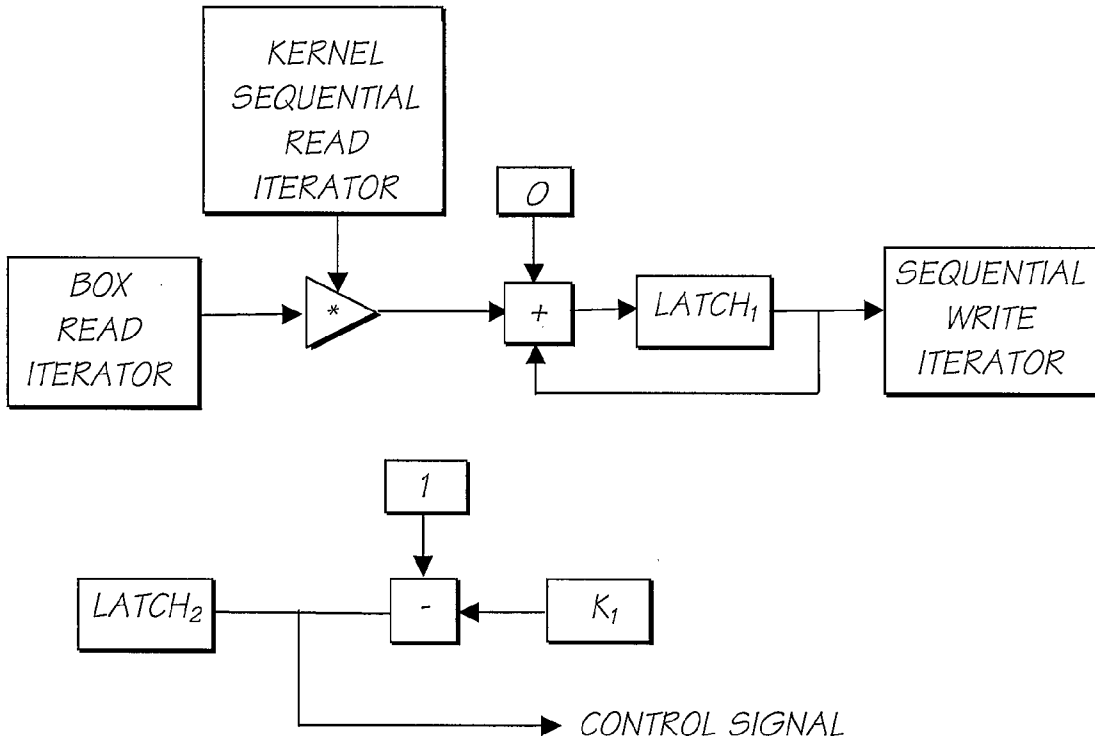 KERNEL
SEQUENTIAL
READ
ITERATOR
0
BOX
READ
ITERATOR
*
+
LATCH₁
SEQUENTIAL
WRITE
ITERATOR
1
LATCH₂
-
K₁
CONTROL SIGNAL